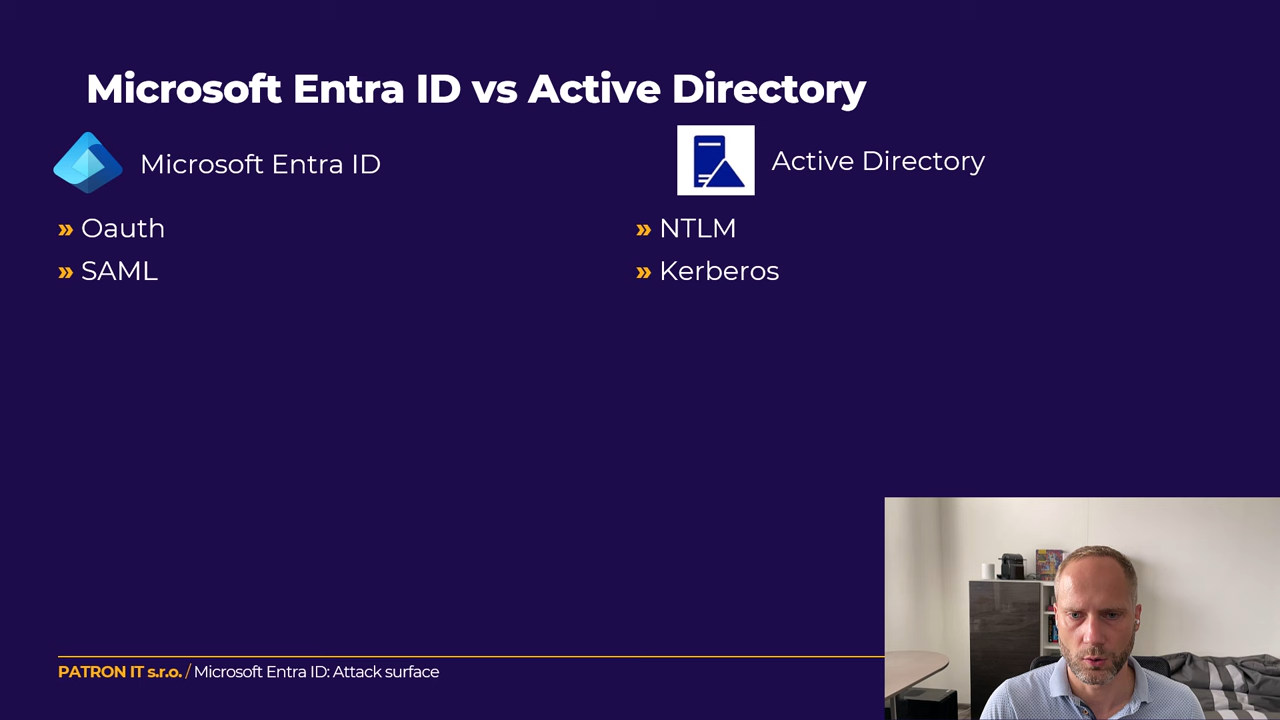 Microsoft Entra ID vs Active Directory
Microsoft Entra ID
» Oauth
» SAML
Active Directory
» NTLM
» Kerberos
PATRON IT s.r.o. / Microsoft Entra ID: Attack surface